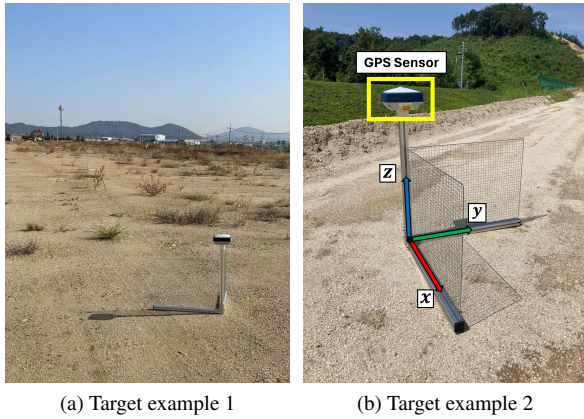 GPS Sensor
z
y
x
(a) Target example 1
(b) Target example 2